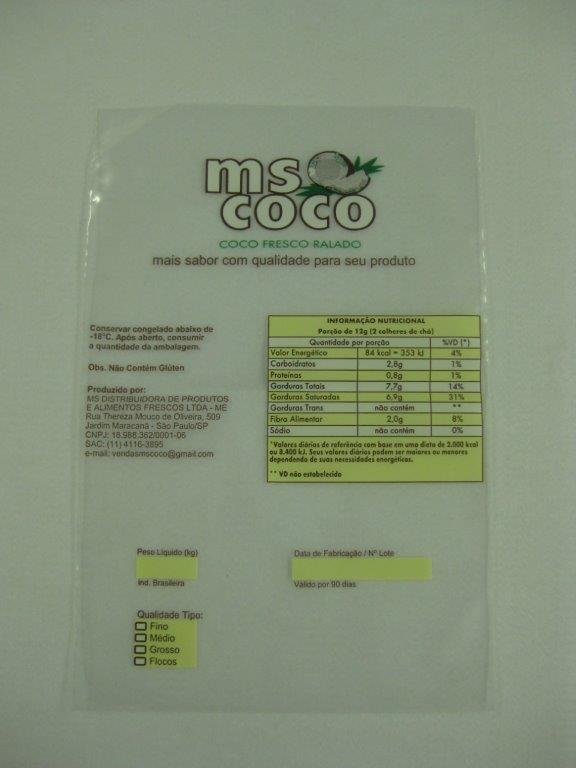 ms
coco
COCO FRESCO RALADO
mais sabor com qualidade para seu produto
Conservar congelado abaixo de
-18°C. Após aberto, consumir
a quantidade da ambalagem.
Obs. Não Contém Glúten
Produzido por:
MS DISTRIBUIDORA DE PRODUTOS
E ALIMENTOS FRESCOS LTDA - ME
Rua Thereza Mouco de Oliveira, 509
Jardim Maracanã - São Paulo/SP
CNPJ: 18.988.362/0001-06
SAC: (11) 4116-3895
e-mail: vendasmscoco@gmail.com
INFORMAÇÃO NUTRICIONAL
Porção de 12g (2 colheres de chá)
Quantidade por porção %VD (*)
Valor Energético 84 kcal = 353 kJ 4%
Carboidratos 2,8g 1%
Proteínas 0,8g 1%
Gorduras Totais 7,7g 14%
Gorduras Saturadas 6,9g 31%
Gorduras Trans não contém **
Fibra Alimentar 2,0g 8%
Sódio não contém 0%
*Valores diários de referência com base em uma dieta de 2.000 kcal
ou 8.400 kJ. Seus valores diários podem ser maiores ou menores
dependendo de suas necessidades energéticas.
** VD não estabelecido
Peso Líquido (kg)
Ind. Brasileira
Data de Fabricação / Nº Lote
Válido por 90 dias
Qualidade Tipo:
Fino
Médio
Grosso
Flocos